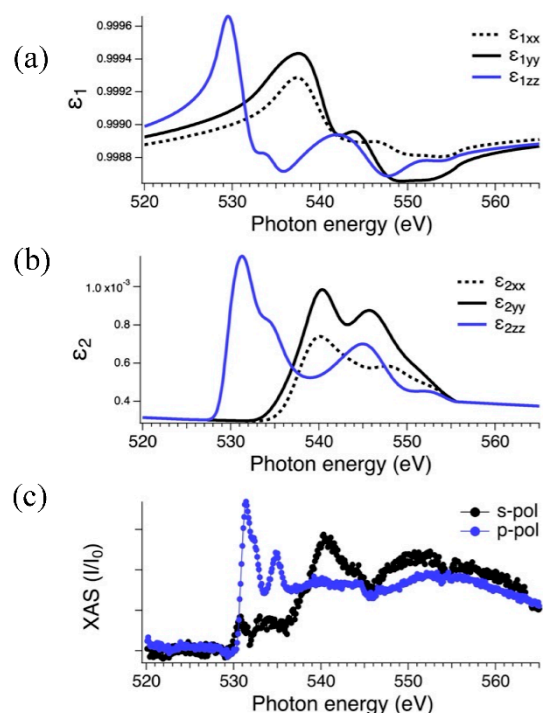 (a)
ε₁
0.9996
0.9994
0.9992
0.9990
0.9988
ε₁xx
ε₁yy
ε₁zz
520 530 540 550 560
Photon energy (eV)
(b)
ε₂
1.0 x10⁻³
0.8
0.6
0.4
ε₂xx
ε₂yy
ε₂zz
520 530 540 550 560
Photon energy (eV)
(c)
XAS (I/I₀)
s-pol
p-pol
520 530 540 550 560
Photon energy (eV)